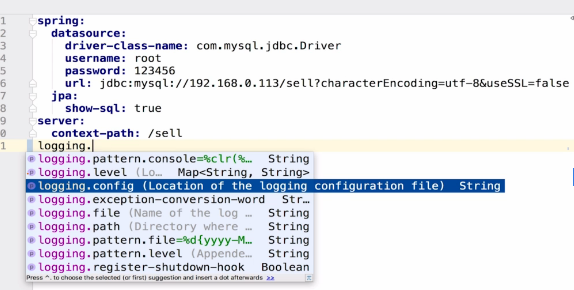 1 spring:
2 datasource:
3 driver-class-name: com.mysql.jdbc.Driver
4 username: root
5 password: 123456
6 url: jdbc:mysql://192.168.0.113/sell?characterEncoding=utf-8&useSSL=false
7 jpa:
8 show-sql: true
9 server:
0 context-path: /sell
1 logging.
p logging.pattern.console=%clr(%… String
p logging.level (Lo… Map<String, String>
p logging.config (Location of the logging configuration file) String
p logging.exception-conversion-word Str…
p logging.file (Name of the log … String
p logging.path (Directory where … String
p logging.pattern.file=%d{yyyy-M… String
p logging.pattern.level (Appende… String
p logging.register-shutdown-hook Boolean
Press ^. to choose the selected (or first) suggestion and insert a dot afterwards >>